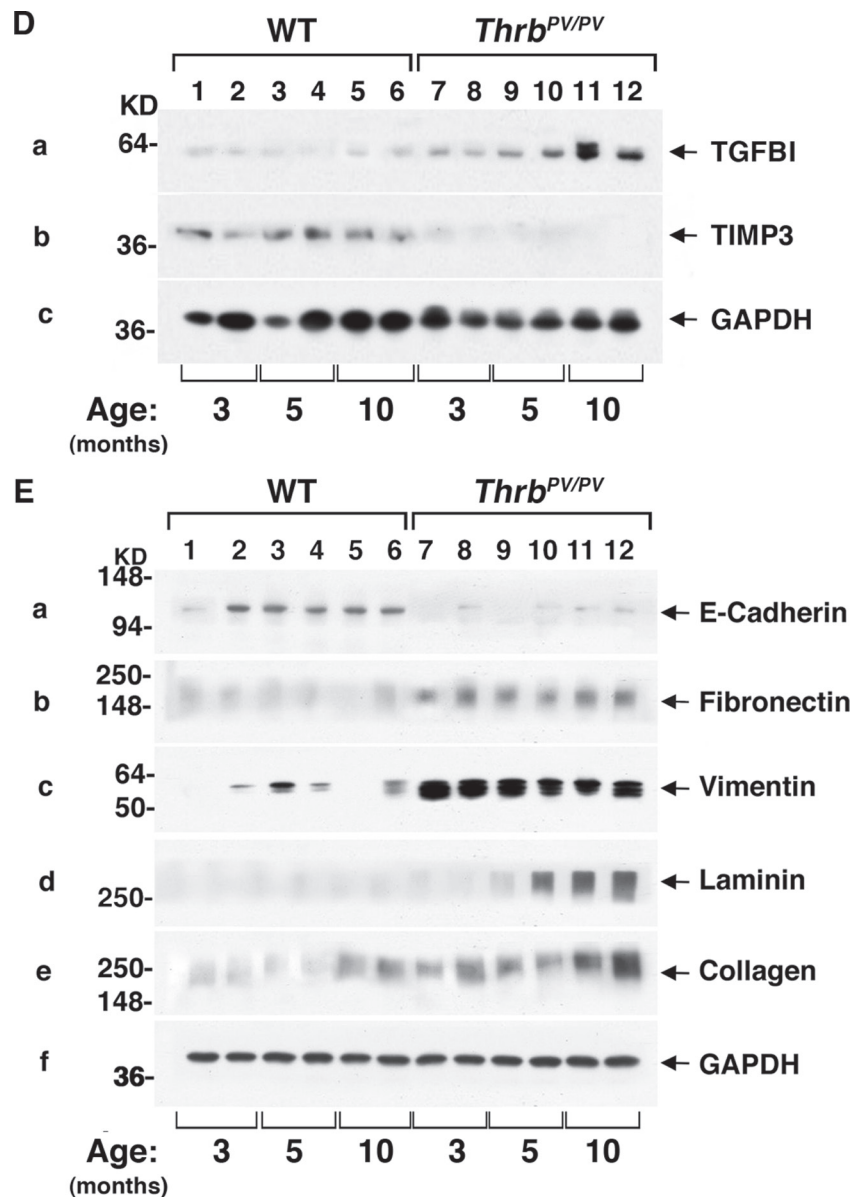 D
WT Thrb^PV/PV
KD 1 2 3 4 5 6 7 8 9 10 11 12
a 64- TGFBI
b 36- TIMP3
c 36- GAPDH
Age: 3 5 10 3 5 10
(months)
E
WT Thrb^PV/PV
KD 1 2 3 4 5 6 7 8 9 10 11 12
148-
a E-Cadherin
94-
250-
b 148- Fibronectin
64-
c Vimentin
50-
d Laminin
250-
e 250- Collagen
148-
f GAPDH
36-
Age: 3 5 10 3 5 10
(months)